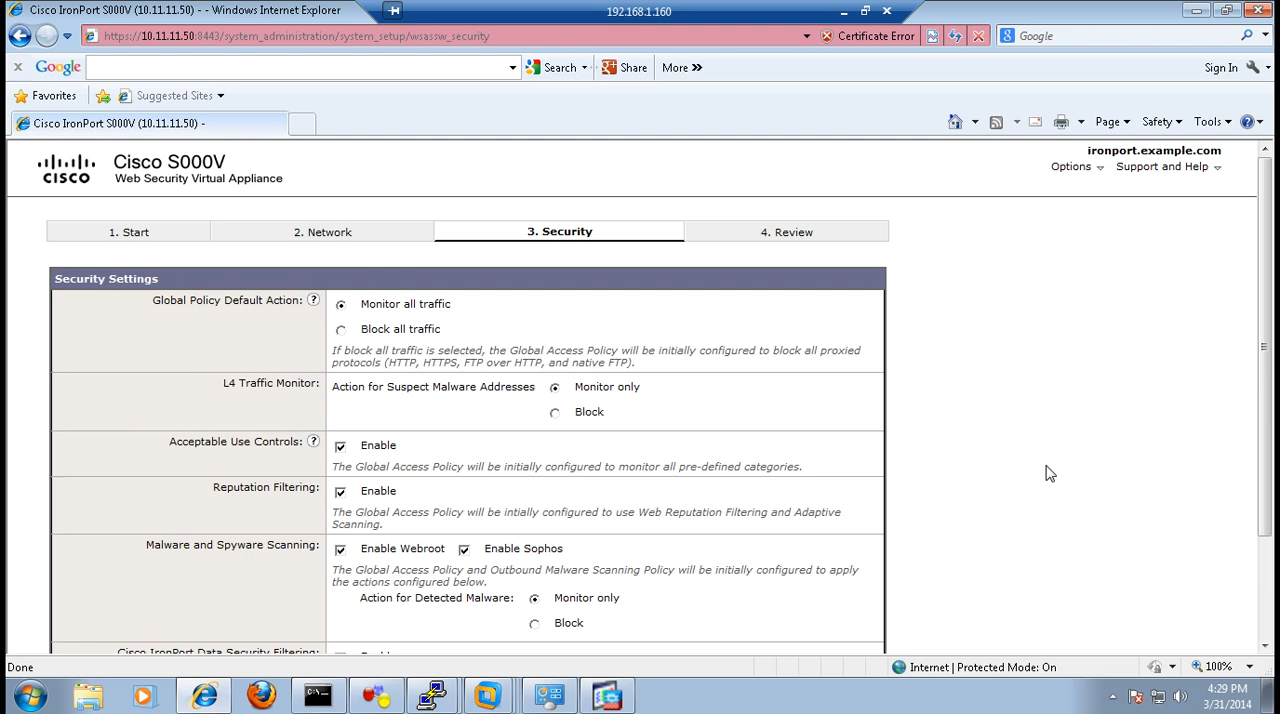 Cisco IronPort S000V (10.11.11.50) - - Windows Internet Explorer
192.168.1.160
https://10.11.11.50:8443/system_administration/system_setup/wsassw_security
Certificate Error
Google
Google
Search
Share
More »
Sign In
Favorites
Suggested Sites
Cisco IronPort S000V (10.11.11.50) -
Page
Safety
Tools
CISCO
Cisco S000V
Web Security Virtual Appliance
ironport.example.com
Options
Support and Help
1. Start
2. Network
3. Security
4. Review
Security Settings
Global Policy Default Action: ?
Monitor all traffic
Block all traffic
If block all traffic is selected, the Global Access Policy will be initially configured to block all proxied
protocols (HTTP, HTTPS, FTP over HTTP, and native FTP).
L4 Traffic Monitor:
Action for Suspect Malware Addresses
Monitor only
Block
Acceptable Use Controls: ?
Enable
The Global Access Policy will be initially configured to monitor all pre-defined categories.
Reputation Filtering:
Enable
The Global Access Policy will be intially configured to use Web Reputation Filtering and Adaptive
Scanning.
Malware and Spyware Scanning:
Enable Webroot
Enable Sophos
The Global Access Policy and Outbound Malware Scanning Policy will be initially configured to apply
the actions configured below.
Action for Detected Malware:
Monitor only
Block
Cisco IronPort Data Security Filtering:
Done
Internet | Protected Mode: On
100%
4:29 PM
3/31/2014